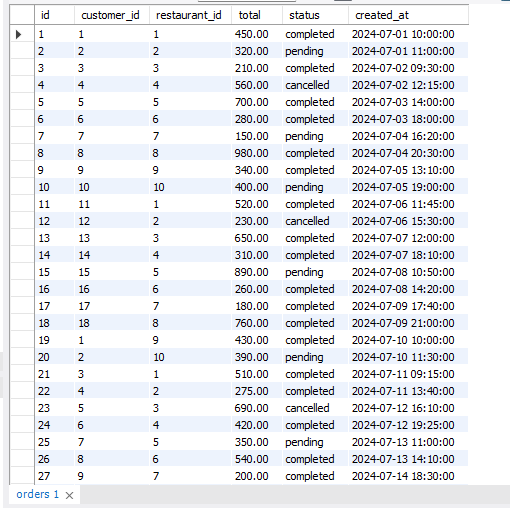 id customer_id restaurant_id total status created_at
1 1 1 450.00 completed 2024-07-01 10:00:00
2 2 2 320.00 pending 2024-07-01 11:00:00
3 3 3 210.00 completed 2024-07-02 09:30:00
4 4 4 560.00 cancelled 2024-07-02 12:15:00
5 5 5 700.00 completed 2024-07-03 14:00:00
6 6 6 280.00 completed 2024-07-03 18:00:00
7 7 7 150.00 pending 2024-07-04 16:20:00
8 8 8 980.00 completed 2024-07-04 20:30:00
9 9 9 340.00 completed 2024-07-05 13:10:00
10 10 10 400.00 pending 2024-07-05 19:00:00
11 11 1 520.00 completed 2024-07-06 11:45:00
12 12 2 230.00 cancelled 2024-07-06 15:30:00
13 13 3 650.00 completed 2024-07-07 12:00:00
14 14 4 310.00 completed 2024-07-07 18:10:00
15 15 5 890.00 pending 2024-07-08 10:50:00
16 16 6 260.00 completed 2024-07-08 14:20:00
17 17 7 180.00 completed 2024-07-09 17:40:00
18 18 8 760.00 completed 2024-07-09 21:00:00
19 1 9 430.00 completed 2024-07-10 10:00:00
20 2 10 390.00 pending 2024-07-10 11:30:00
21 3 1 510.00 completed 2024-07-11 09:15:00
22 4 2 275.00 completed 2024-07-11 13:40:00
23 5 3 690.00 cancelled 2024-07-12 16:10:00
24 6 4 420.00 completed 2024-07-12 19:25:00
25 7 5 350.00 pending 2024-07-13 11:00:00
26 8 6 540.00 completed 2024-07-13 14:10:00
27 9 7 200.00 completed 2024-07-14 18:30:00
orders 1